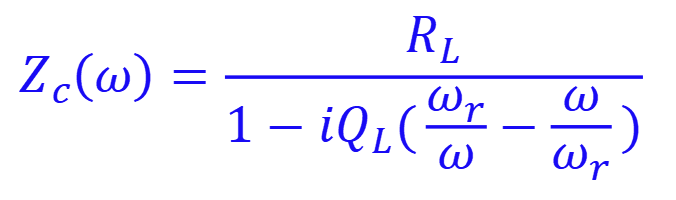 Z_c(ω) = R_L / (1 − iQ_L(ω_r/ω − ω/ω_r))